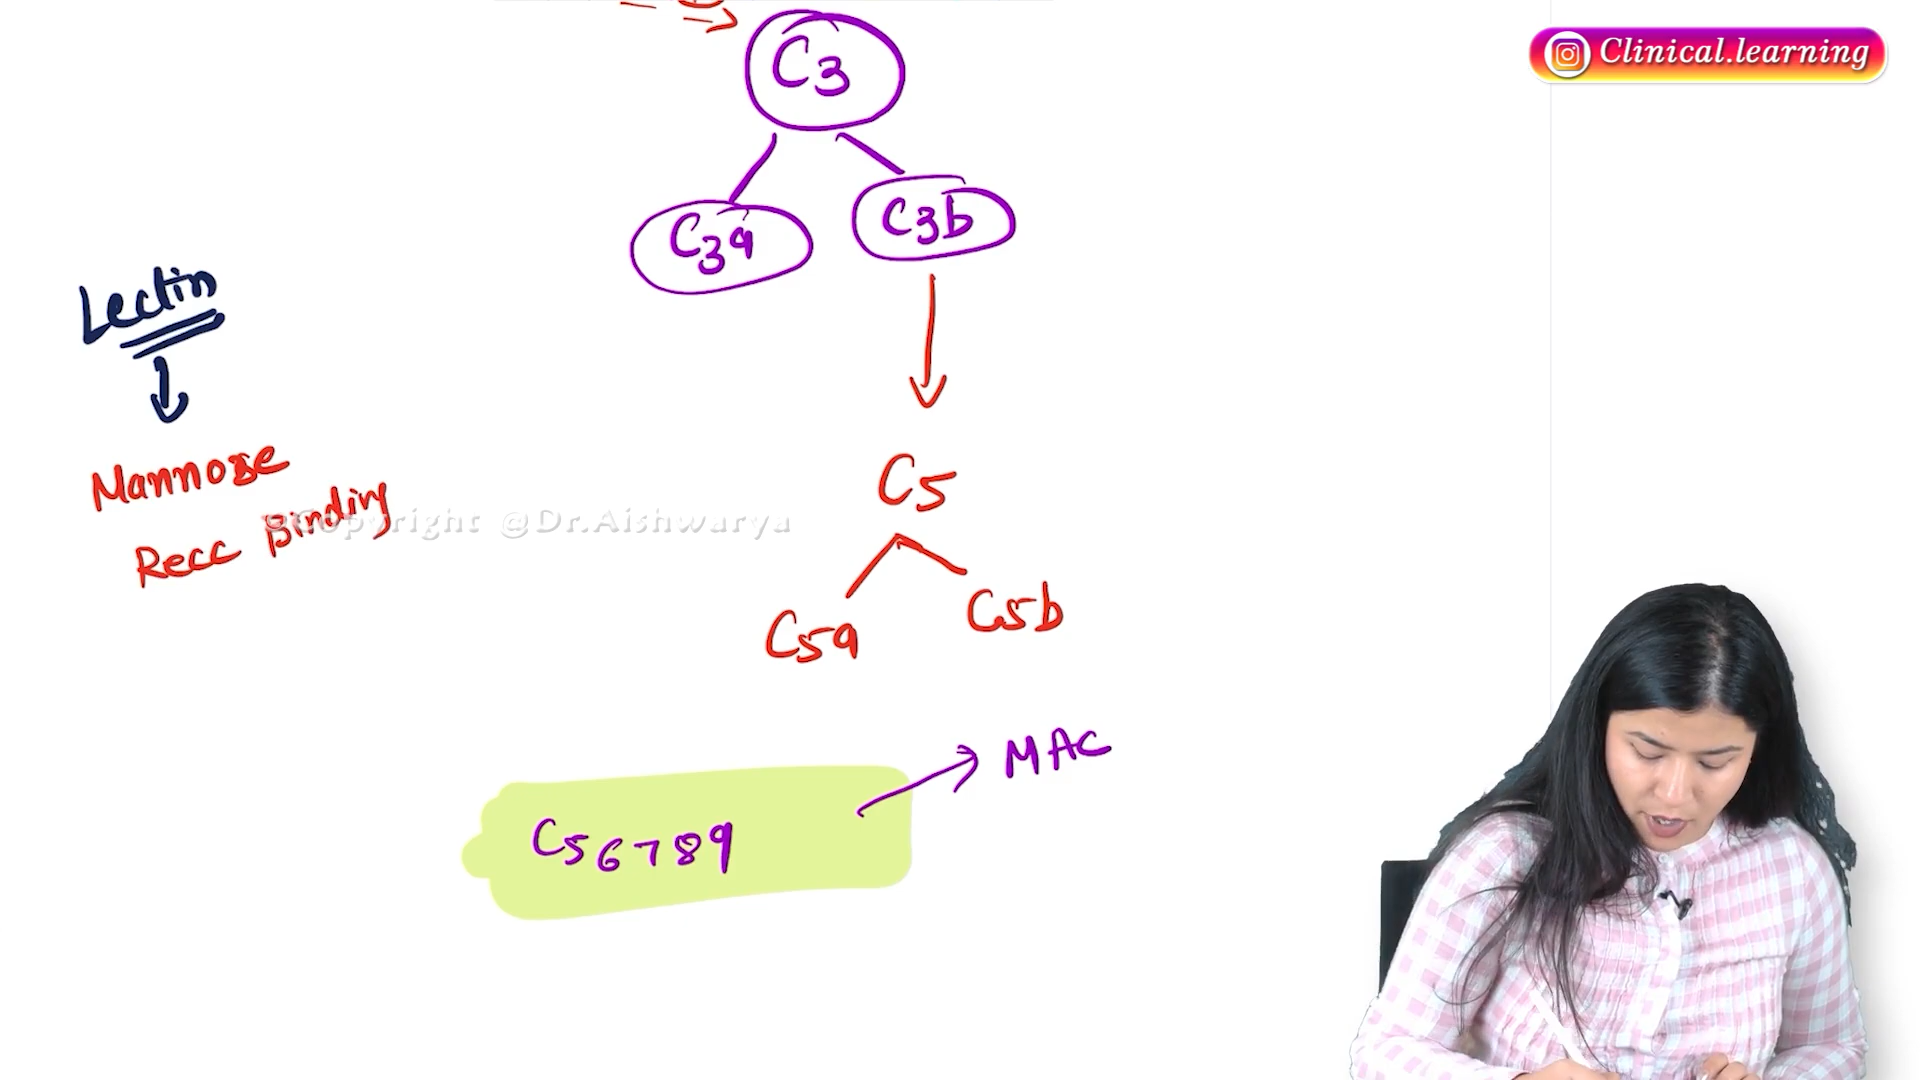 Clinical.learning
C3
C3a
C3b
Lectin
Mannose
Recc Binding
©Copyright @Dr.Aishwarya
C5
C5a
C5b
MAC
C56789